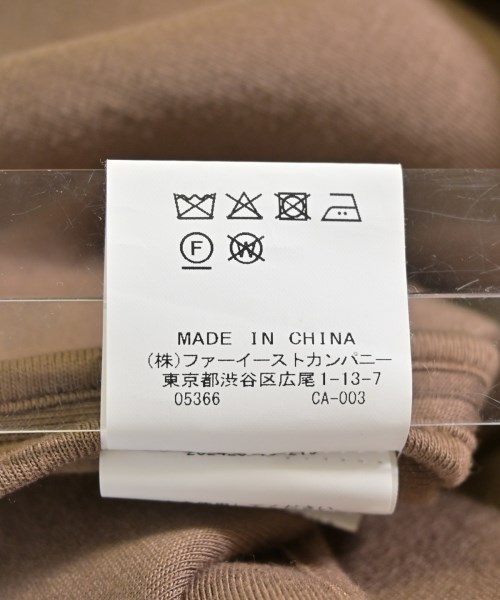 F W
MADE IN CHINA
(株)ファーイーストカンパニー
東京都渋谷区広尾1-13-7
05366 CA-003